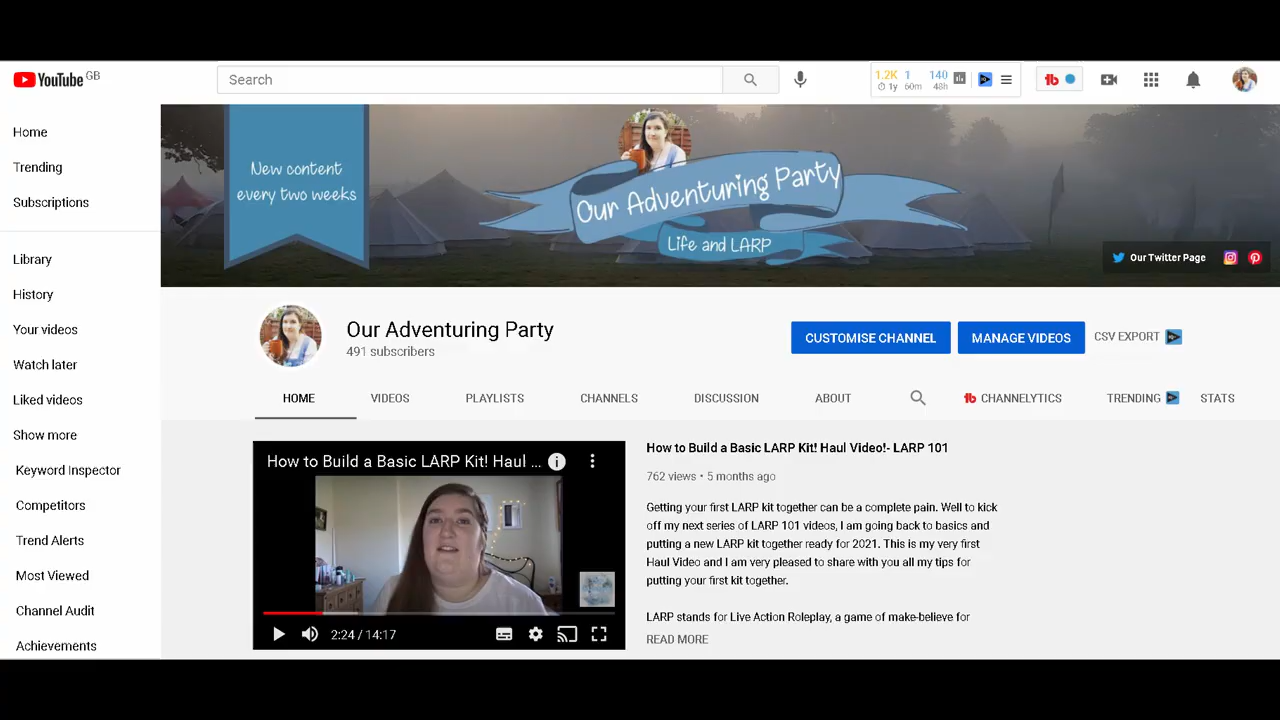 YouTube GB
Search
1.2K 1 140
1y 60m 48h
Home
Trending
Subscriptions
Library
History
Your videos
Watch later
Liked videos
Show more
Keyword Inspector
Competitors
Trend Alerts
Most Viewed
Channel Audit
Achievements
New content
every two weeks
Our Adventuring Party
Life and LARP
Our Twitter Page
Our Adventuring Party
491 subscribers
CUSTOMISE CHANNEL
MANAGE VIDEOS
CSV EXPORT
HOME VIDEOS PLAYLISTS CHANNELS DISCUSSION ABOUT tb CHANNELYTICS TRENDING STATS
How to Build a Basic LARP Kit! Haul ...
2:24 / 14:17
How to Build a Basic LARP Kit! Haul Video!- LARP 101
762 views • 5 months ago
Getting your first LARP kit together can be a complete pain. Well to kick
off my next series of LARP 101 videos, I am going back to basics and
putting a new LARP kit together ready for 2021. This is my very first
Haul Video and I am very pleased to share with you all my tips for
putting your first kit together.
LARP stands for Live Action Roleplay, a game of make-believe for
READ MORE